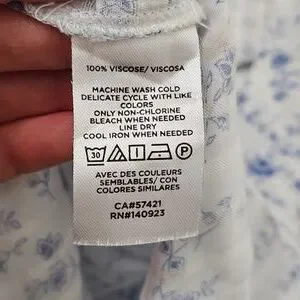 100% VISCOSE/ VISCOSA
MACHINE WASH COLD
DELICATE CYCLE WITH LIKE
COLORS
ONLY NON-CHLORINE
BLEACH WHEN NEEDED
LINE DRY
COOL IRON WHEN NEEDED
30 P
AVEC DES COULEURS
SEMBLABLES/ CON
COLORES SIMILARES
CA#57421
RN#140923